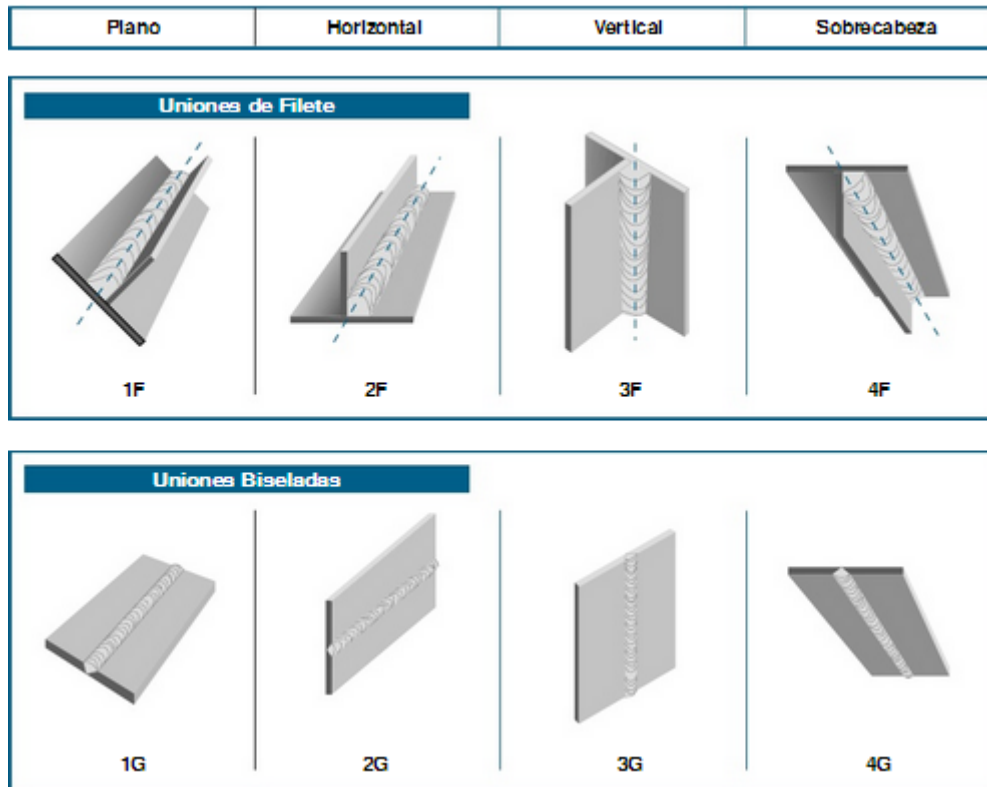 Plano Horizontal Vertical Sobrecabeza
Uniones de Filete
1F 2F 3F 4F
Uniones Biseladas
1G 2G 3G 4G